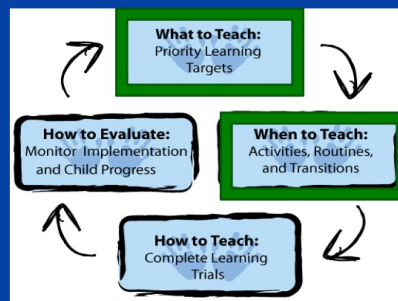 What to Teach:
Priority Learning
Targets
When to Teach:
Activities, Routines,
and Transitions
How to Teach:
Complete Learning
Trials
How to Evaluate:
Monitor Implementation
and Child Progress